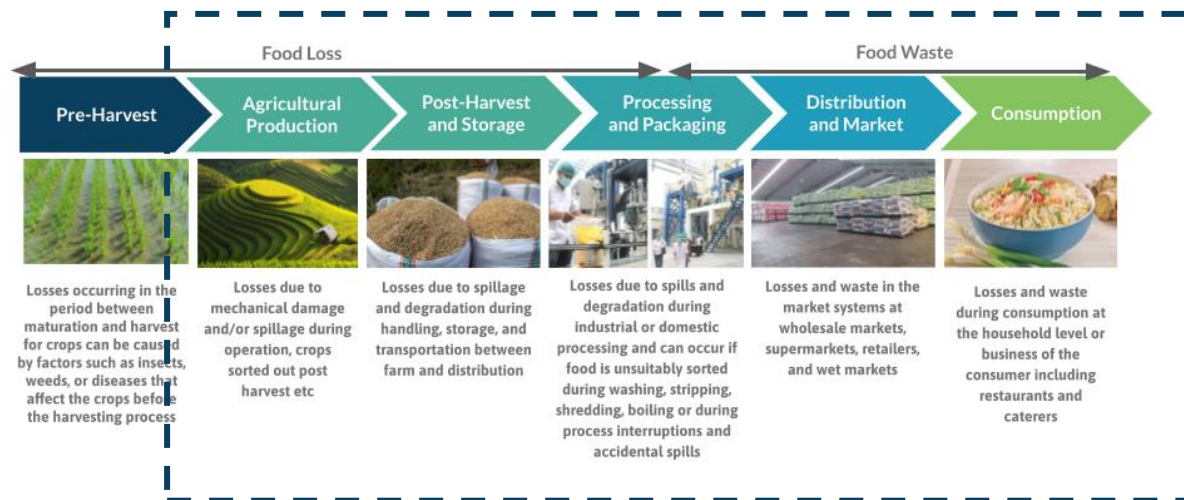 Food Loss
Food Waste
Pre-Harvest
Agricultural
Production
Post-Harvest
and Storage
Processing
and Packaging
Distribution
and Market
Consumption
Losses occurring in the
period between
maturation and harvest
for crops can be caused
by factors such as insects,
weeds, or diseases that
affect the crops before
the harvesting process
Losses due to
mechanical damage
and/or spillage during
operation, crops
sorted out post
harvest etc
Losses due to spillage
and degradation during
handling, storage, and
transportation between
farm and distribution
Losses due to spills and
degradation during
industrial or domestic
processing and can occur if
food is unsuitably sorted
during washing, stripping,
shredding, boiling or during
process interruptions and
accidental spills
Losses and waste in the
market systems at
wholesale markets,
supermarkets, retailers,
and wet markets
Losses and waste
during consumption at
the household level or
business of the
consumer including
restaurants and
caterers